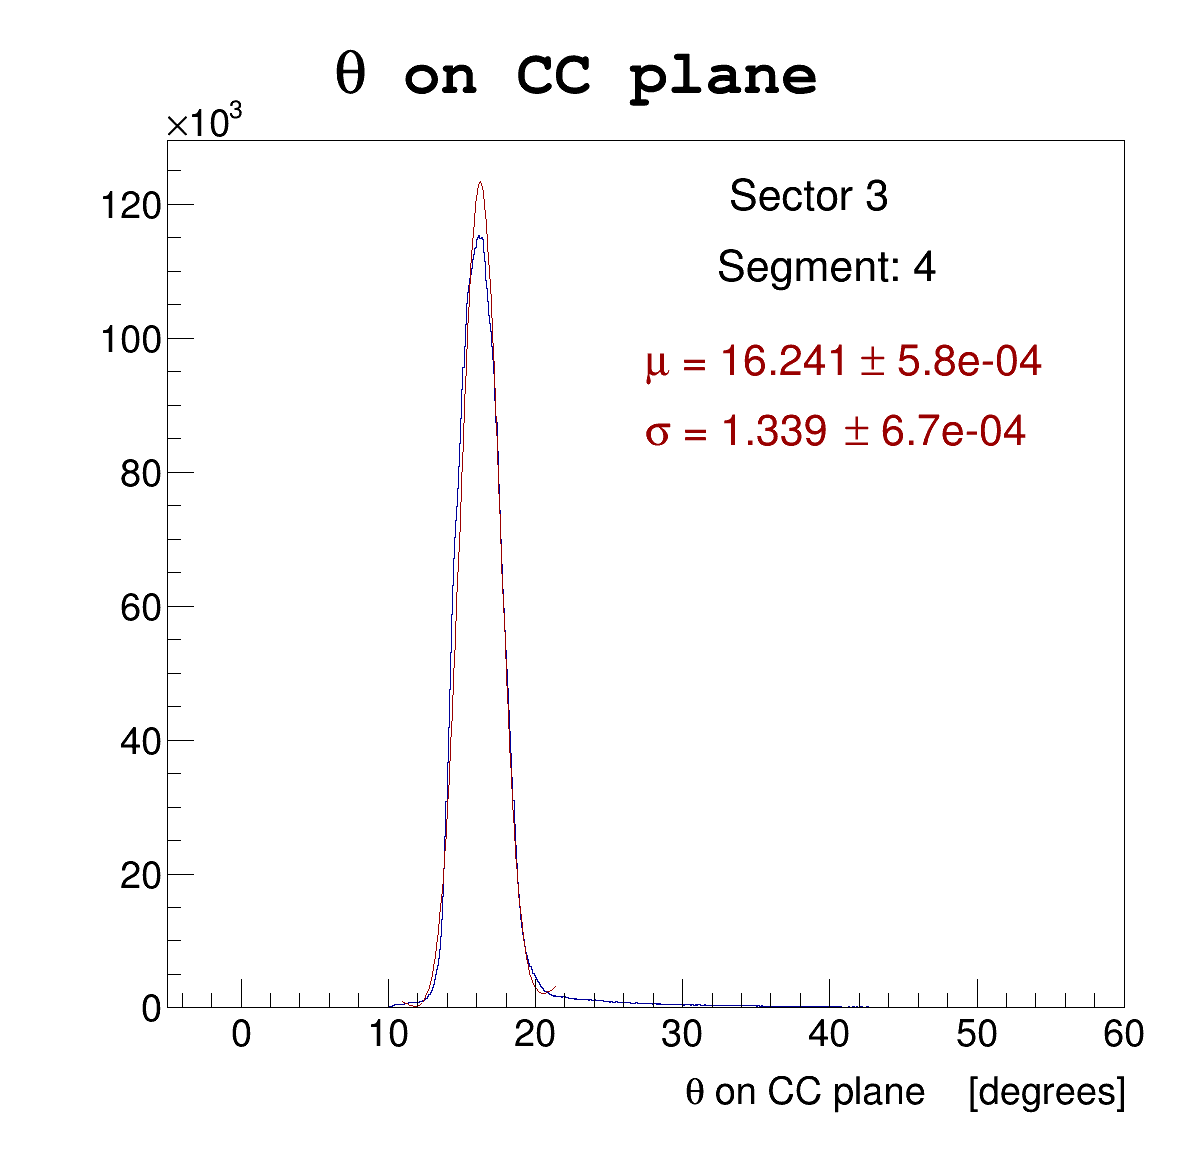 θ on CC plane
×10³
Sector 3
Segment: 4
μ = 16.241 ± 5.8e-04
σ = 1.339 ± 6.7e-04
120
100
80
60
40
20
0
0 10 20 30 40 50 60
θ on CC plane [degrees]